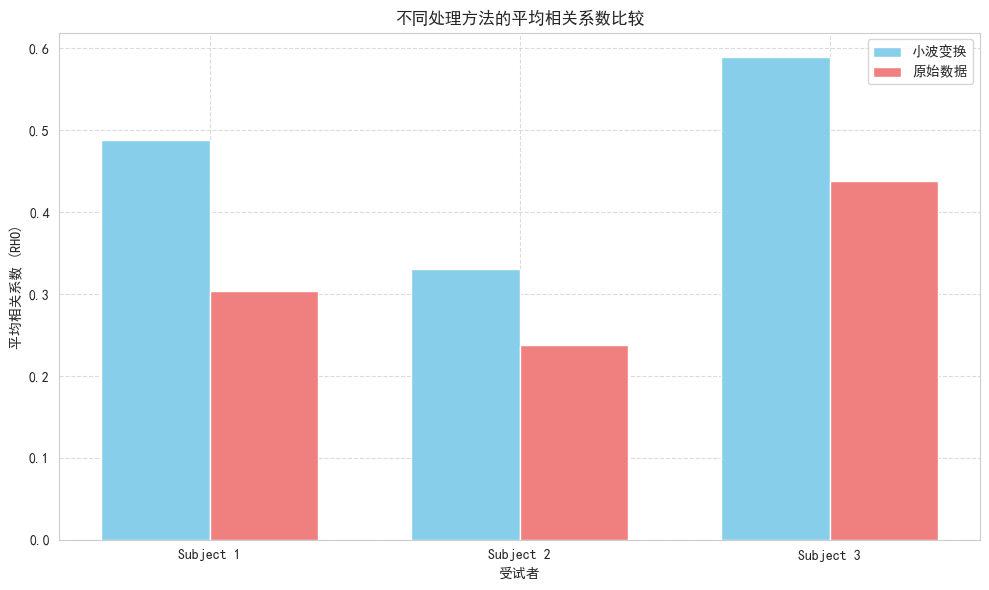 不同处理方法的平均相关系数比较
小波变换
原始数据
平均相关系数 (RHO)
0.6
0.5
0.4
0.3
0.2
0.1
0.0
Subject 1
Subject 2
Subject 3
受试者